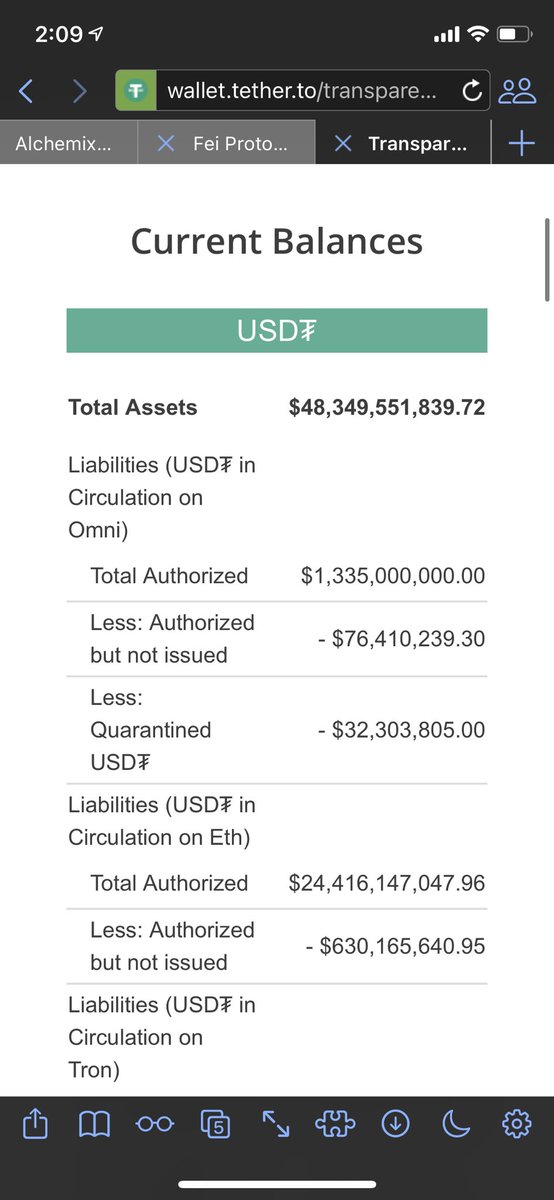 2:09
wallet.tether.to/transpare...
Alchemix...
Fei Proto...
Transpar...
Current Balances
USD₮
Total Assets $48,349,551,839.72
Liabilities (USD₮ in
Circulation on
Omni)
Total Authorized $1,335,000,000.00
Less: Authorized
but not issued - $76,410,239.30
Less:
Quarantined - $32,303,805.00
USD₮
Liabilities (USD₮ in
Circulation on Eth)
Total Authorized $24,416,147,047.96
Less: Authorized
but not issued - $630,165,640.95
Liabilities (USD₮ in
Circulation on
Tron)
5